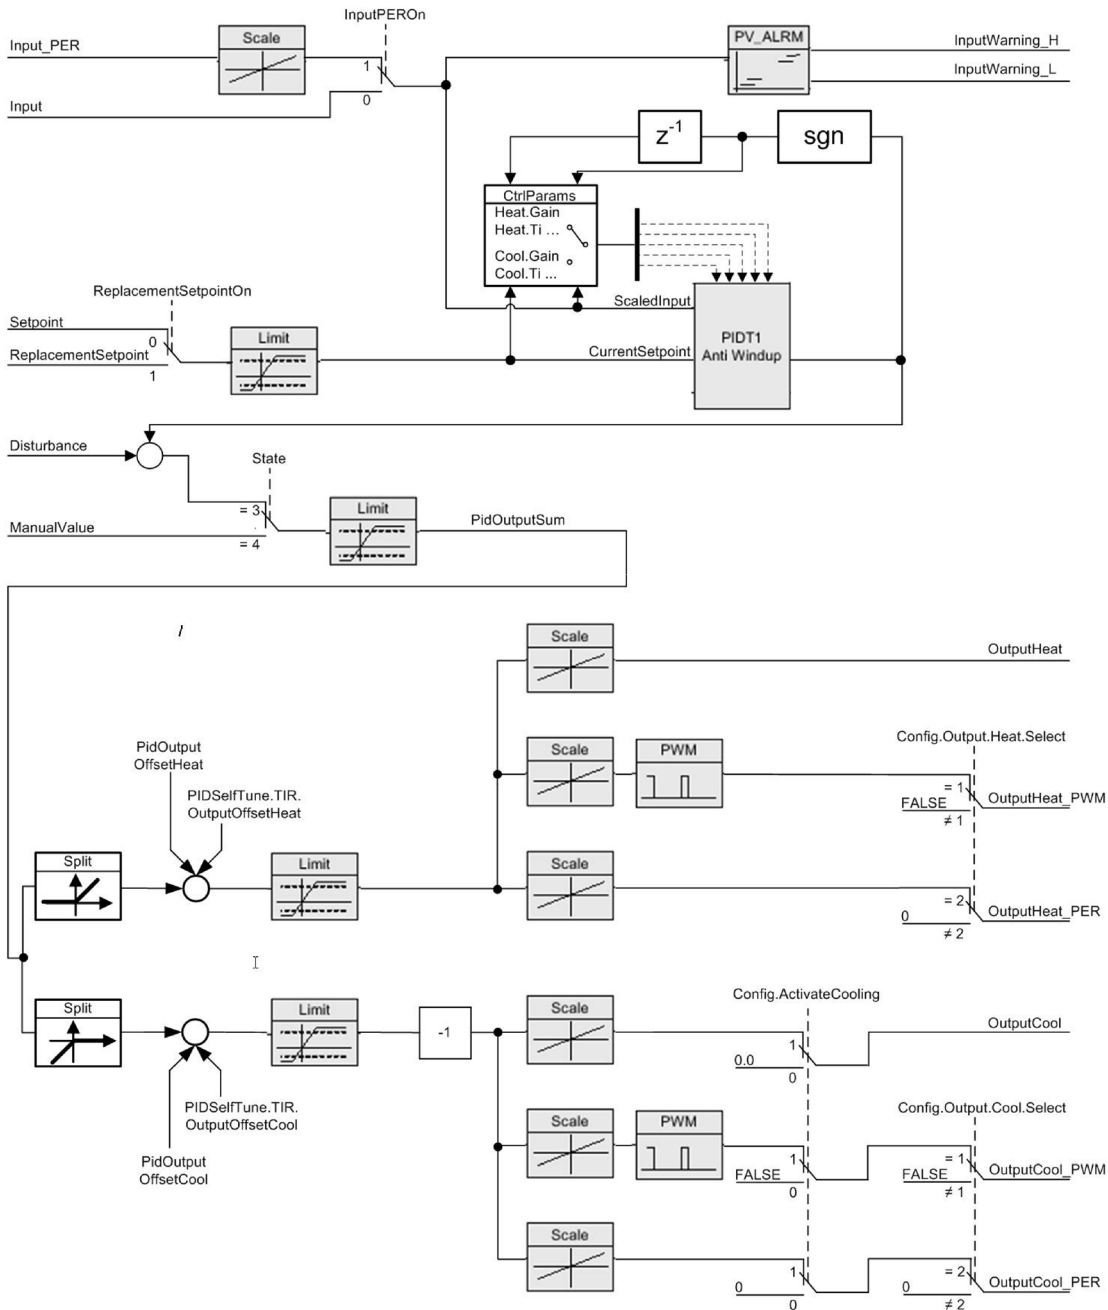 InputPEROn
Input_PER
Scale
PV_ALRM
InputWarning_H
1
InputWarning_L
Input
0
z-1
sgn
CtrlParams
Heat.Gain
Heat.Ti ...
Cool.Gain
Cool.Ti ...
ReplacementSetpointOn
ScaledInput
Setpoint
0
Limit
PIDT1
Anti Windup
ReplacementSetpoint
CurrentSetpoint
1
Disturbance
State
= 3
Limit
ManualValue
PidOutputSum
= 4
Scale
OutputHeat
Config.Output.Heat.Select
PidOutput
OffsetHeat
Scale
PWM
PIDSelfTune.TIR.
OutputOffsetHeat
= 1
FALSE
OutputHeat_PWM
≠ 1
Split
Limit
Scale
= 2
0
OutputHeat_PER
≠ 2
Config.ActivateCooling
Split
Limit
-1
Scale
OutputCool
1
0.0
0
PIDSelfTune.TIR.
OutputOffsetCool
Config.Output.Cool.Select
Scale
PWM
PidOutput
OffsetCool
1
FALSE
0
= 1
FALSE
OutputCool_PWM
≠ 1
Scale
1
0
0
= 2
0
OutputCool_PER
≠ 2